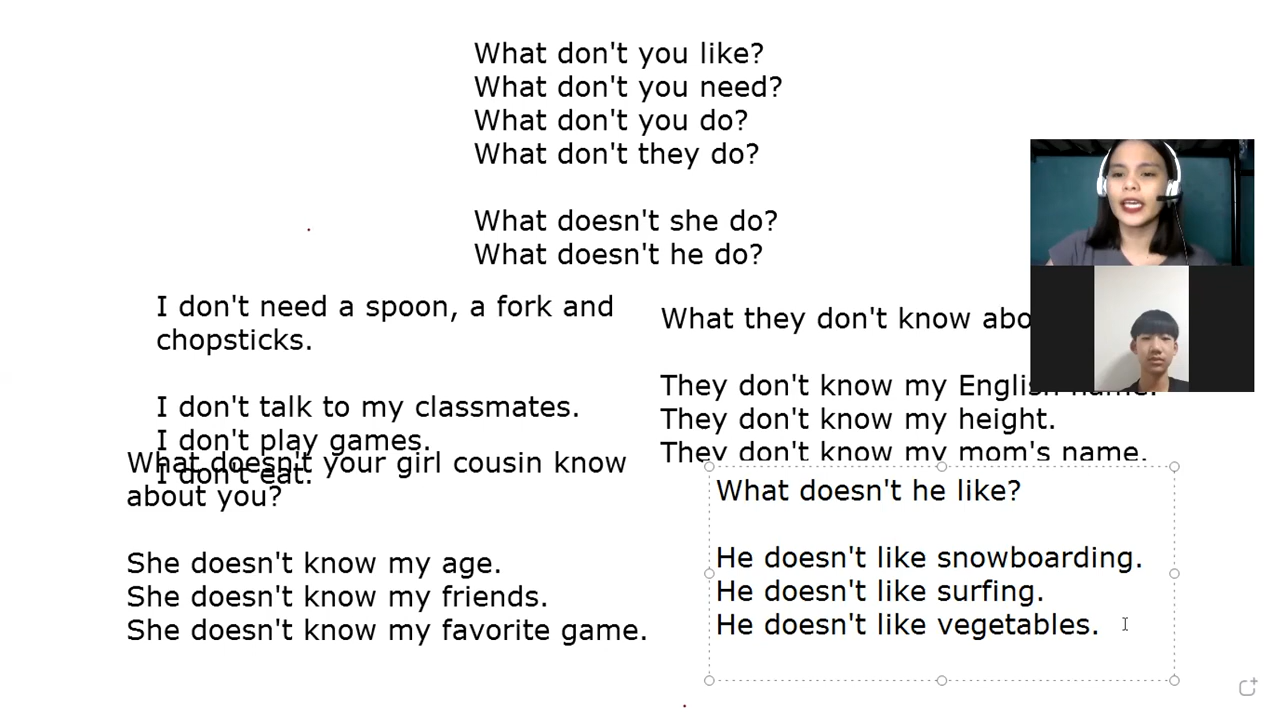 What don't you like?
What don't you need?
What don't you do?
What don't they do?
What doesn't she do?
What doesn't he do?
I don't need a spoon, a fork and
chopsticks.
I don't talk to my classmates.
I don't play games.
I don't eat.
What they don't know
They don't know my English name.
They don't know my height.
They don't know my mom's name.
What doesn't your girl cousin know
about you?
She doesn't know my age.
She doesn't know my friends.
She doesn't know my favorite game.
What doesn't he like?
He doesn't like snowboarding.
He doesn't like surfing.
He doesn't like vegetables.